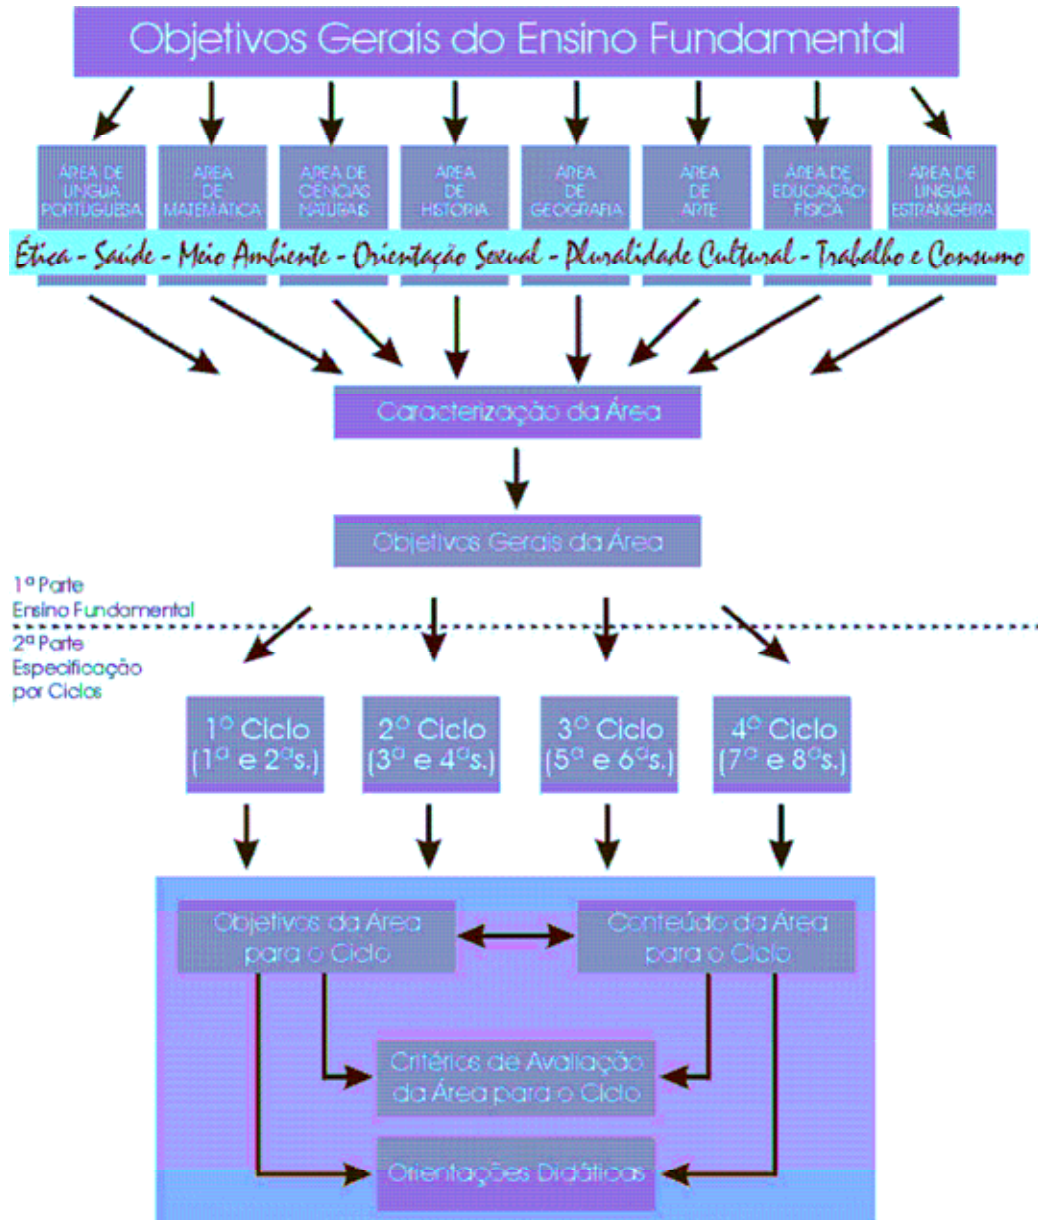 Objetivos Gerais do Ensino Fundamental
ÁREA DE
LÍNGUA
PORTUGUESA
ÁREA
DE
MATEMÁTICA
ÁREA DE
CIÊNCIAS
NATURAIS
ÁREA
DE
HISTÓRIA
ÁREA
DE
GEOGRAFIA
ÁREA
DE
ARTE
ÁREA DE
EDUCAÇÃO
FÍSICA
ÁREA DE
LÍNGUA
ESTRANGEIRA
Ética - Saúde - Meio Ambiente - Orientação Sexual - Pluralidade Cultural - Trabalho e Consumo
Caracterização da Área
Objetivos Gerais da Área
1ª Parte
Ensino Fundamental
2ª Parte
Especificação
por Ciclos
1º Ciclo
(1ª e 2ªs.)
2º Ciclo
(3ª e 4ªs.)
3º Ciclo
(5ª e 6ªs.)
4º Ciclo
(7ª e 8ªs.)
Objetivos da Área
para o Ciclo
Conteúdo da Área
para o Ciclo
Critérios de Avaliação
da Área para o Ciclo
Orientações Didáticas